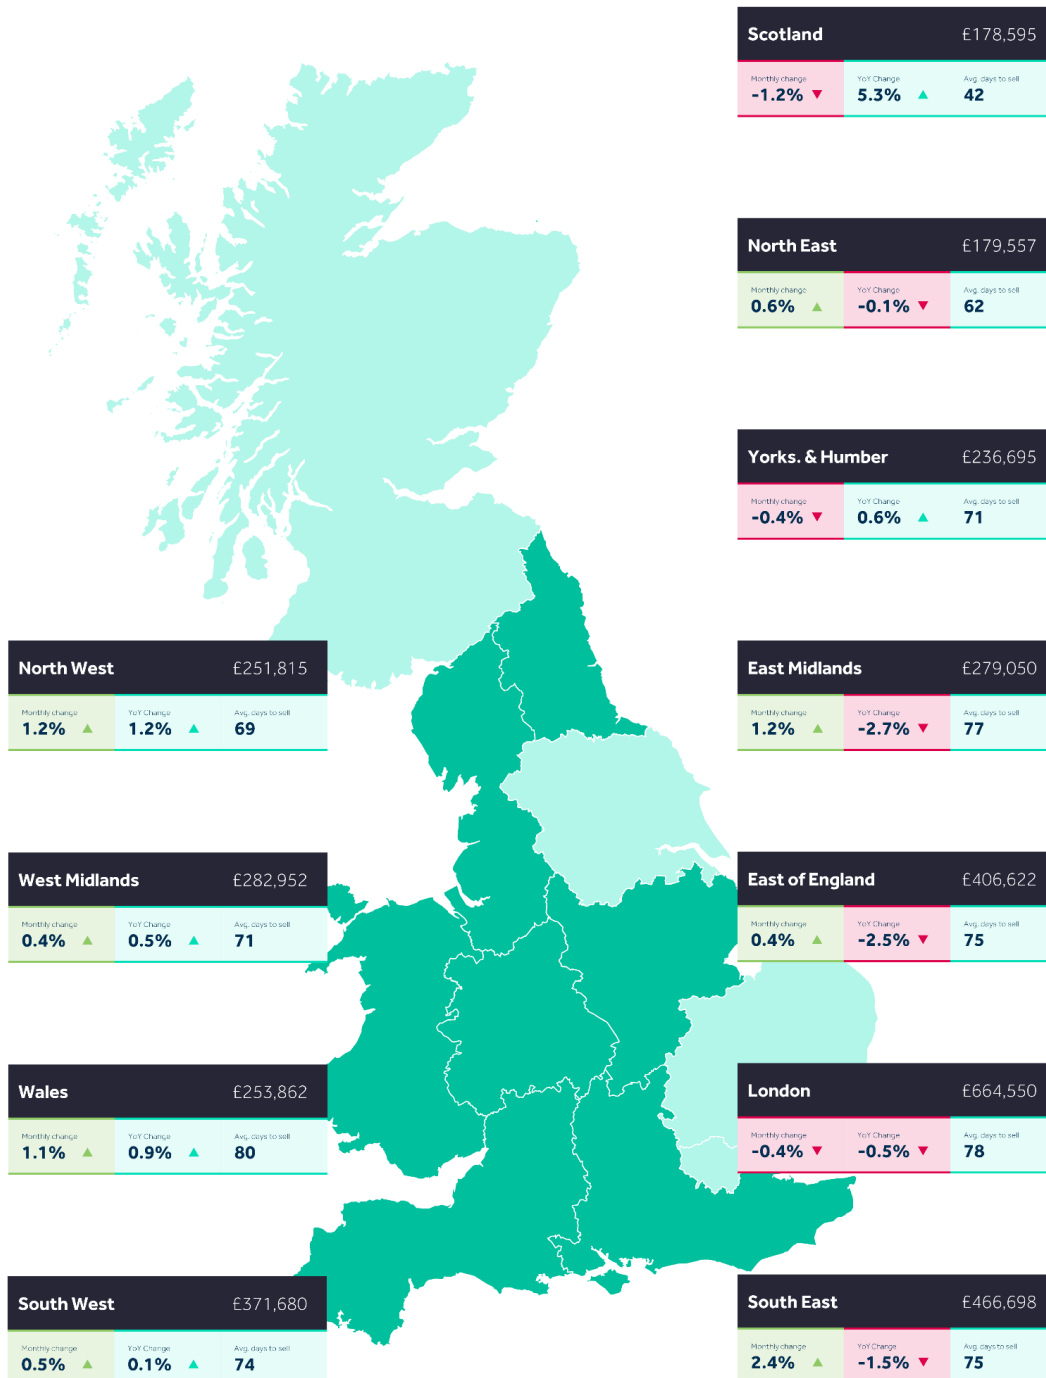 Scotland £178,595
Monthly change YoY Change Avg. days to sell
-1.2% 5.3% 42
North East £179,557
Monthly change YoY Change Avg. days to sell
0.6% -0.1% 62
Yorks. & Humber £236,695
Monthly change YoY Change Avg. days to sell
-0.4% 0.6% 71
North West £251,815
Monthly change YoY Change Avg. days to sell
1.2% 1.2% 69
East Midlands £279,050
Monthly change YoY Change Avg. days to sell
1.2% -2.7% 77
West Midlands £282,952
Monthly change YoY Change Avg. days to sell
0.4% 0.5% 71
East of England £406,622
Monthly change YoY Change Avg. days to sell
0.4% -2.5% 75
Wales £253,862
Monthly change YoY Change Avg. days to sell
1.1% 0.9% 80
London £664,550
Monthly change YoY Change Avg. days to sell
-0.4% -0.5% 78
South West £371,680
Monthly change YoY Change Avg. days to sell
0.5% 0.1% 74
South East £466,698
Monthly change YoY Change Avg. days to sell
2.4% -1.5% 75